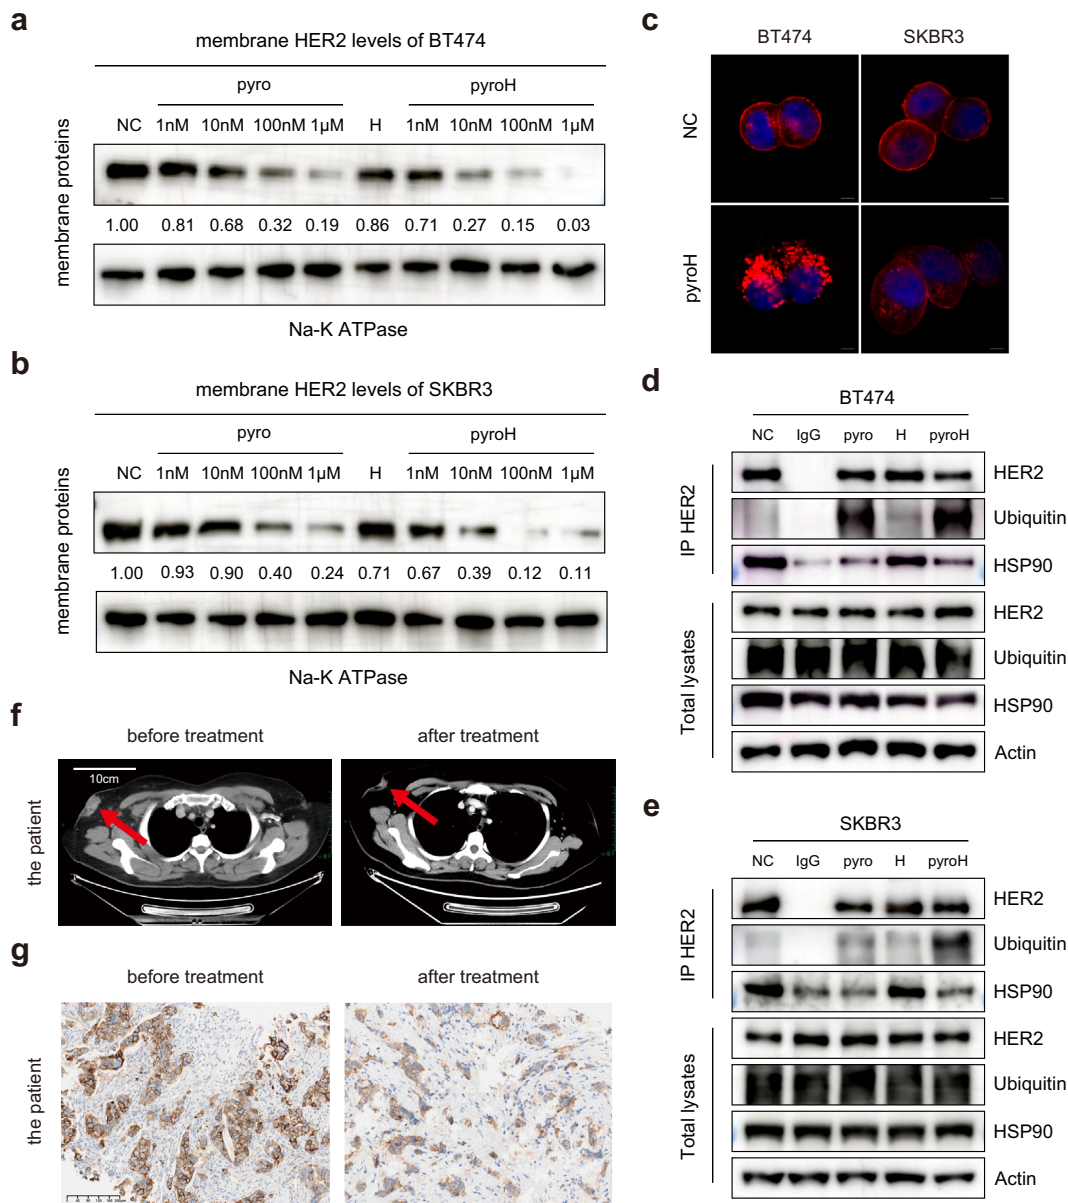 a
membrane HER2 levels of BT474
pyro
pyroH
NC 1nM 10nM 100nM 1μM H 1nM 10nM 100nM 1μM
membrane proteins
1.00 0.81 0.68 0.32 0.19 0.86 0.71 0.27 0.15 0.03
Na-K ATPase
b
membrane HER2 levels of SKBR3
pyro
pyroH
NC 1nM 10nM 100nM 1μM H 1nM 10nM 100nM 1μM
membrane proteins
1.00 0.93 0.90 0.40 0.24 0.71 0.67 0.39 0.12 0.11
Na-K ATPase
c
BT474 SKBR3
NC
pyroH
d
BT474
NC IgG pyro H pyroH
IP HER2
HER2
Ubiquitin
HSP90
Total lysates
HER2
Ubiquitin
HSP90
Actin
e
SKBR3
NC IgG pyro H pyroH
IP HER2
HER2
Ubiquitin
HSP90
Total lysates
HER2
Ubiquitin
HSP90
Actin
f
before treatment after treatment
the patient
10cm
g
before treatment after treatment
the patient